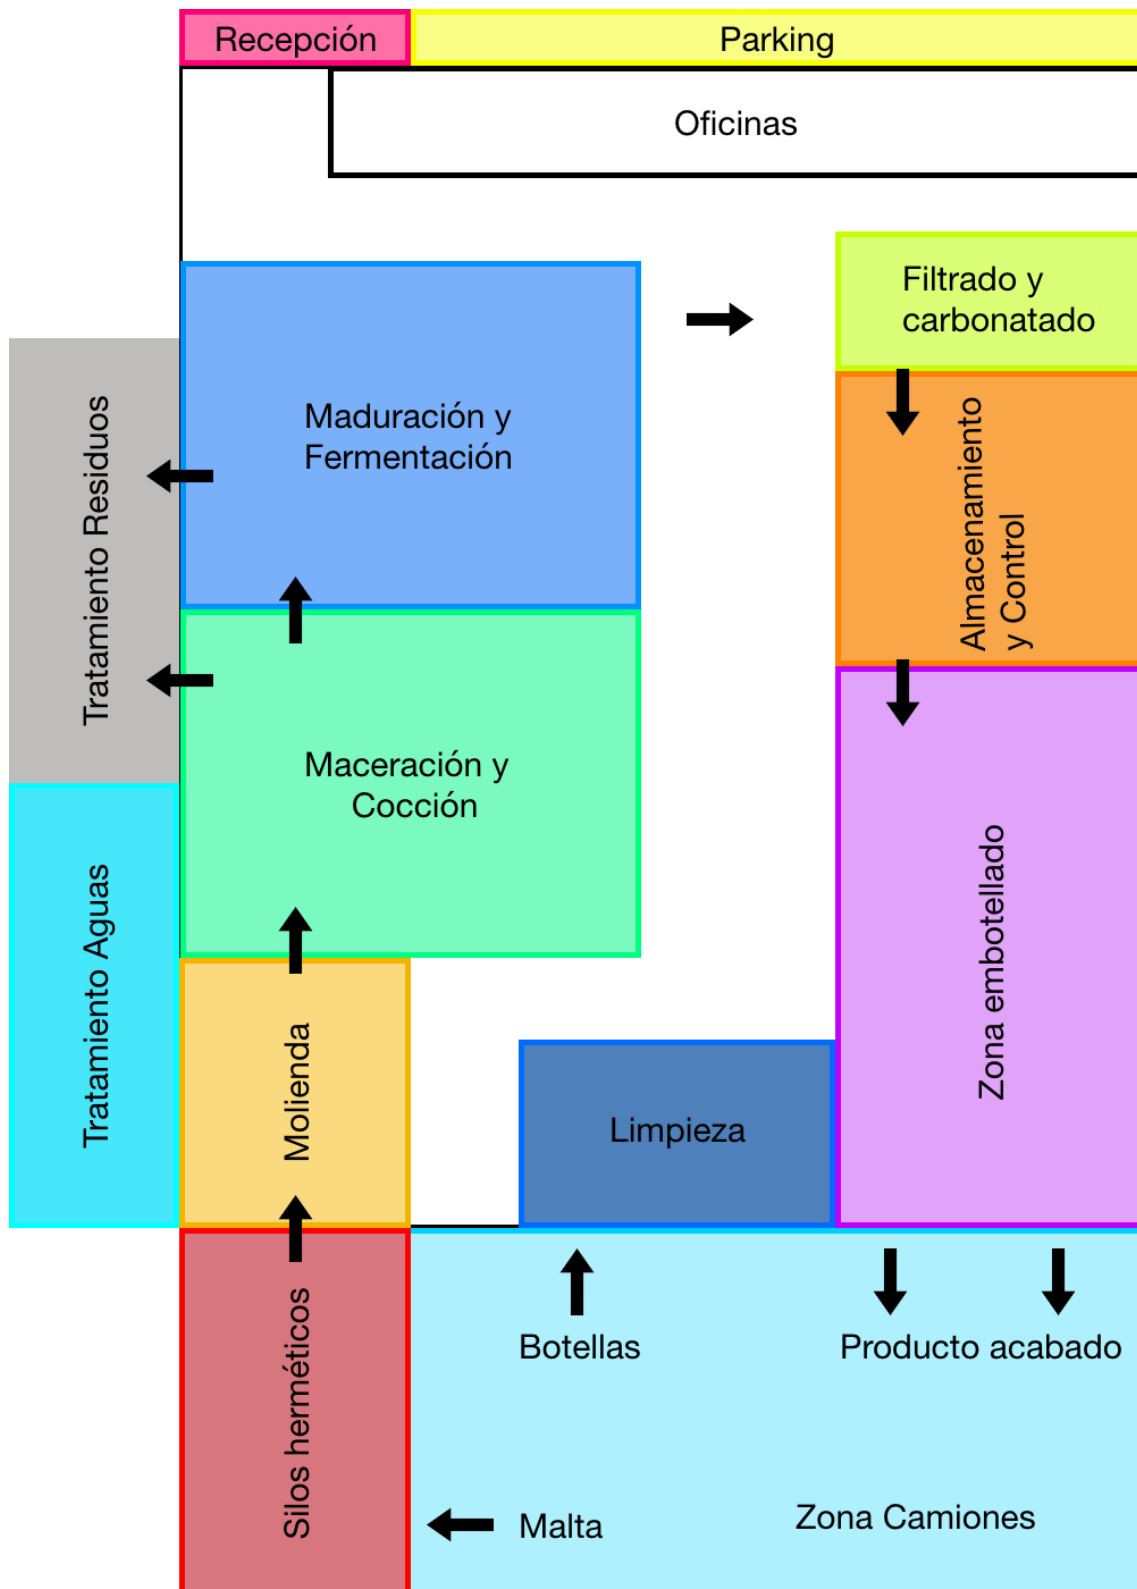 Recepción
Parking
Oficinas
Filtrado y
carbonatado
Maduración y
Fermentación
Tratamiento Residuos
Almacenamiento
y Control
Maceración y
Cocción
Tratamiento Aguas
Zona embotellado
Molienda
Limpieza
Silos herméticos
Botellas
Producto acabado
Malta
Zona Camiones